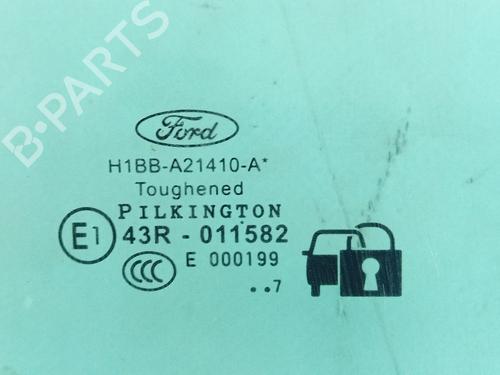 B-PARTS
Ford
H1BB-A21410-A*
Toughened
PILKINGTON
E1 43R - 011582
CCC E 000199
..7